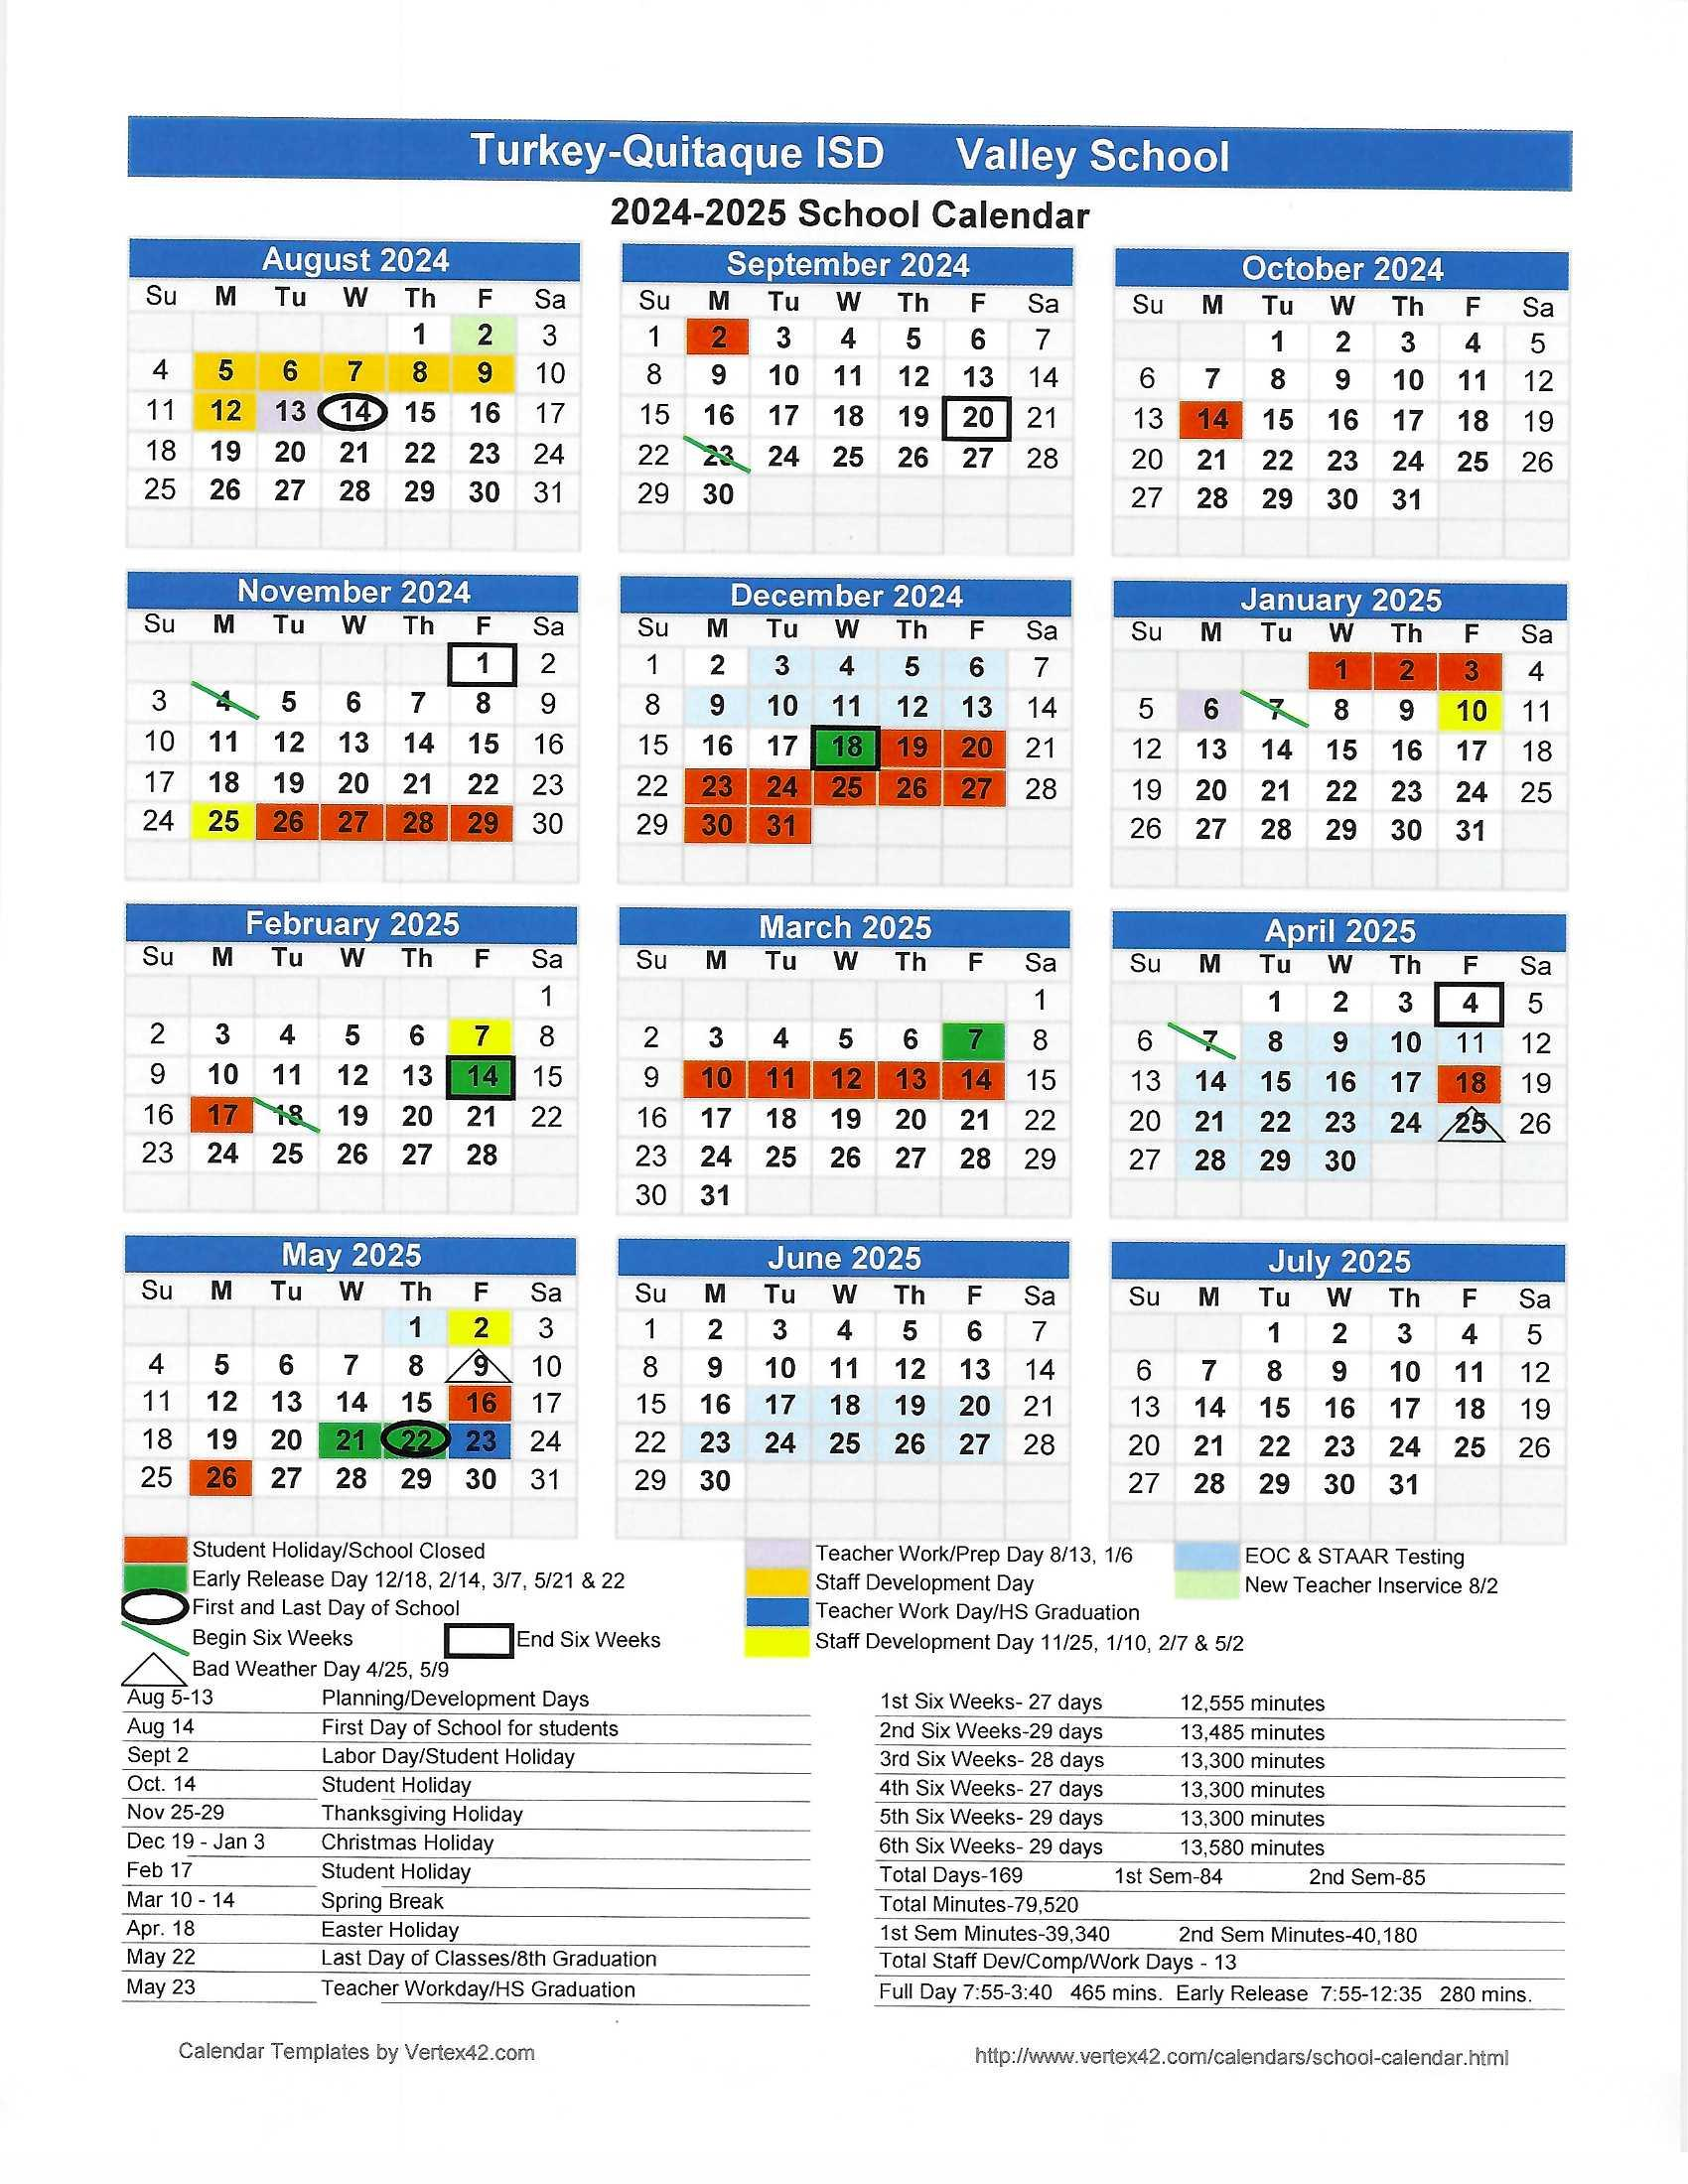 Turkey-Quitaque ISD Valley School
2024-2025 School Calendar
August 2024
Su M Tu W Th F Sa
1 2 3
4 5 6 7 8 9 10
11 12 13 14 15 16 17
18 19 20 21 22 23 24
25 26 27 28 29 30 31
September 2024
Su M Tu W Th F Sa
1 2 3 4 5 6 7
8 9 10 11 12 13 14
15 16 17 18 19 20 21
22 23 24 25 26 27 28
29 30
October 2024
Su M Tu W Th F Sa
1 2 3 4 5
6 7 8 9 10 11 12
13 14 15 16 17 18 19
20 21 22 23 24 25 26
27 28 29 30 31
November 2024
Su M Tu W Th F Sa
1 2
3 4 5 6 7 8 9
10 11 12 13 14 15 16
17 18 19 20 21 22 23
24 25 26 27 28 29 30
December 2024
Su M Tu W Th F Sa
1 2 3 4 5 6 7
8 9 10 11 12 13 14
15 16 17 18 19 20 21
22 23 24 25 26 27 28
29 30 31
January 2025
Su M Tu W Th F Sa
1 2 3 4
5 6 7 8 9 10 11
12 13 14 15 16 17 18
19 20 21 22 23 24 25
26 27 28 29 30 31
February 2025
Su M Tu W Th F Sa
1
2 3 4 5 6 7 8
9 10 11 12 13 14 15
16 17 18 19 20 21 22
23 24 25 26 27 28
March 2025
Su M Tu W Th F Sa
1
2 3 4 5 6 7 8
9 10 11 12 13 14 15
16 17 18 19 20 21 22
23 24 25 26 27 28 29
30 31
April 2025
Su M Tu W Th F Sa
1 2 3 4 5
6 7 8 9 10 11 12
13 14 15 16 17 18 19
20 21 22 23 24 25 26
27 28 29 30
May 2025
Su M Tu W Th F Sa
1 2 3
4 5 6 7 8 9 10
11 12 13 14 15 16 17
18 19 20 21 22 23 24
25 26 27 28 29 30 31
June 2025
Su M Tu W Th F Sa
1 2 3 4 5 6 7
8 9 10 11 12 13 14
15 16 17 18 19 20 21
22 23 24 25 26 27 28
29 30
July 2025
Su M Tu W Th F Sa
1 2 3 4 5
6 7 8 9 10 11 12
13 14 15 16 17 18 19
20 21 22 23 24 25 26
27 28 29 30 31
Student Holiday/School Closed
Early Release Day 12/18, 2/14, 3/7, 5/21 & 22
First and Last Day of School
Begin Six Weeks End Six Weeks
Bad Weather Day 4/25, 5/9
Teacher Work/Prep Day 8/13, 1/6
Staff Development Day
Teacher Work Day/HS Graduation
Staff Development Day 11/25, 1/10, 2/7 & 5/2
EOC & STAAR Testing
New Teacher Inservice 8/2
Aug 5-13 Planning/Development Days
Aug 14 First Day of School for students
Sept 2 Labor Day/Student Holiday
Oct. 14 Student Holiday
Nov 25-29 Thanksgiving Holiday
Dec 19 - Jan 3 Christmas Holiday
Feb 17 Student Holiday
Mar 10 - 14 Spring Break
Apr. 18 Easter Holiday
May 22 Last Day of Classes/8th Graduation
May 23 Teacher Workday/HS Graduation
1st Six Weeks- 27 days 12,555 minutes
2nd Six Weeks-29 days 13,485 minutes
3rd Six Weeks- 28 days 13,300 minutes
4th Six Weeks- 27 days 13,300 minutes
5th Six Weeks- 29 days 13,300 minutes
6th Six Weeks- 29 days 13,580 minutes
Total Days-169 1st Sem-84 2nd Sem-85
Total Minutes-79,520
1st Sem Minutes-39,340 2nd Sem Minutes-40,180
Total Staff Dev/Comp/Work Days - 13
Full Day 7:55-3:40 465 mins. Early Release 7:55-12:35 280 mins.
Calendar Templates by Vertex42.com
http://www.vertex42.com/calendars/school-calendar.html